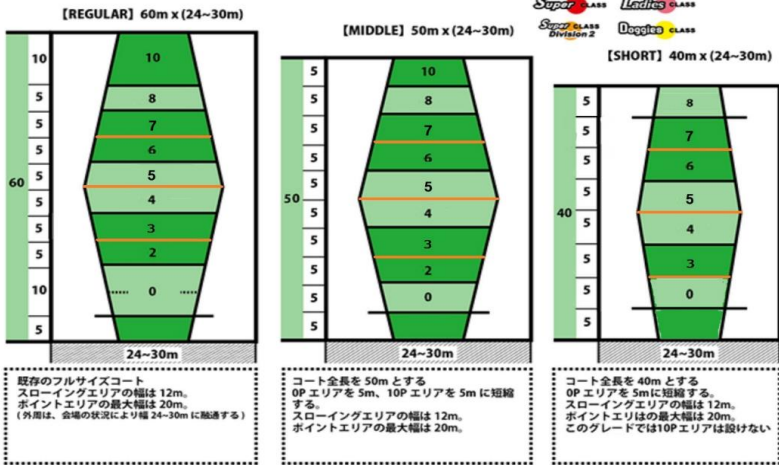 Super CLASS
Ladies CLASS
Super CLASS
Division 2
Doggies CLASS
【REGULAR】60m x (24~30m)
10
5
5
5
5
5
5
5
10
5
60
10
8
7
6
5
4
3
2
0
24~30m
既存のフルサイズコート
スローイングエリアの幅は 12m。
ポイントエリアの最大幅は 20m。
( 外周は、会場の状況により幅 24~30m に融通する )
【MIDDLE】50m x (24~30m)
5
5
5
5
5
5
5
5
5
5
50
10
8
7
6
5
4
3
2
0
24~30m
コート全長を 50m とする
0P エリアを 5m、10P エリアを 5m に短縮
する。
スローイングエリアの幅は 12m。
ポイントエリアの最大幅は 20m。
【SHORT】40m x (24~30m)
5
5
5
5
5
5
5
5
40
8
7
6
5
4
3
0
24~30m
コート全長を 40m とする
0P エリアを 5mに短縮する。
スローイングエリアの幅は 12m。
ポイントエリはの最大幅は 20m。
このグレードでは10Pエリアは設けない